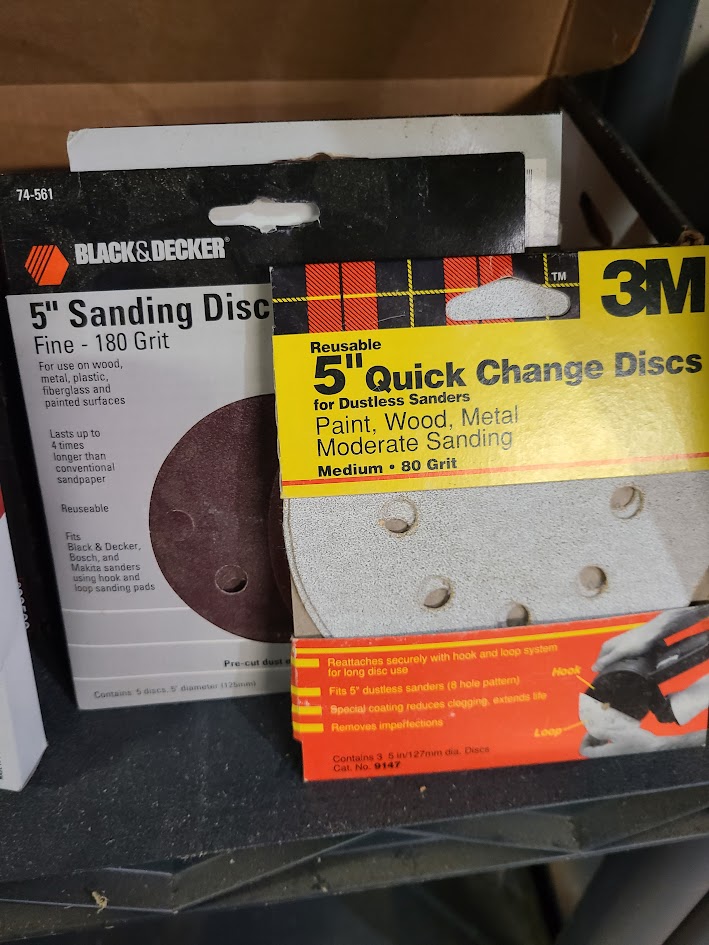 74-561
BLACK&DECKER®
5" Sanding Disc
Fine - 180 Grit
For use on wood,
metal, plastic,
fiberglass and
painted surfaces
Lasts up to
4 times
longer than
conventional
sandpaper
Reuseable
Fits
Black & Decker,
Bosch, and
Makita sanders
using hook and
loop sanding pads
Pre-cut dust e
Contains: 5 discs, 5" diameter (125mm)
TM
3M
Reusable
5" Quick Change Discs
for Dustless Sanders
Paint, Wood, Metal
Moderate Sanding
Medium • 80 Grit
Reattaches securely with hook and loop system
for long disc use
Fits 5" dustless sanders (8 hole pattern)
Special coating reduces clogging, extends life
Removes impeffections
Hook
Loop
Contains 3 5 in/127mm dia. Discs
Cat. No. 9147